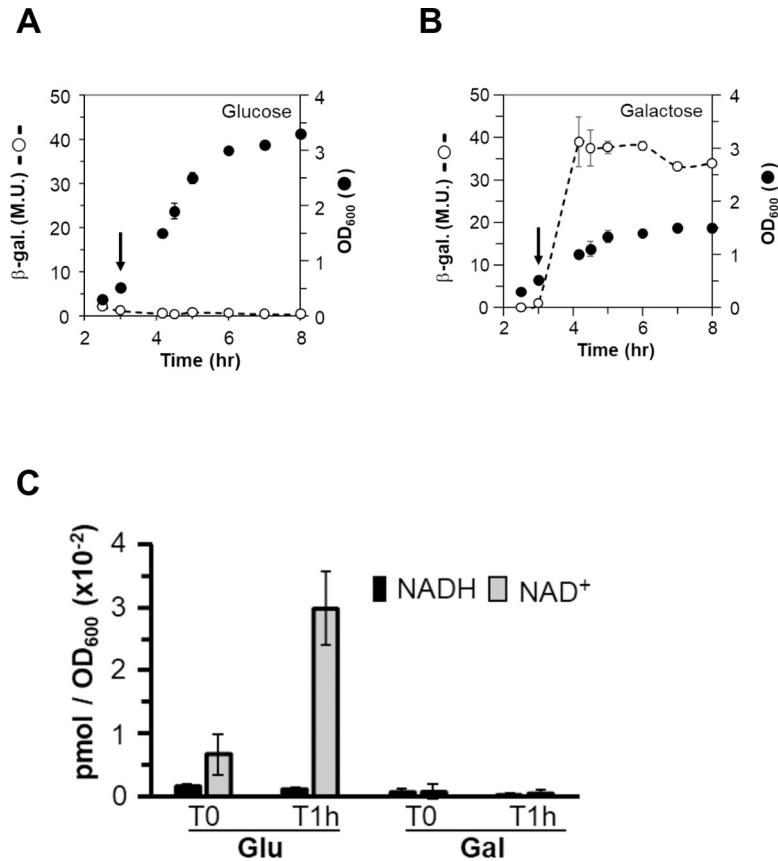 A
50
40
30
20
10
0
β-gal. (M.U.)
Glucose
4
3
2
1
0
OD600
2 4 6 8
Time (hr)
B
50
40
30
20
10
0
β-gal. (M.U.)
Galactose
4
3
2
1
0
OD600
2 4 6 8
Time (hr)
C
pmol / OD600 (x10-2)
4
3
2
1
0
NADH NAD+
T0 T1h T0 T1h
Glu Gal